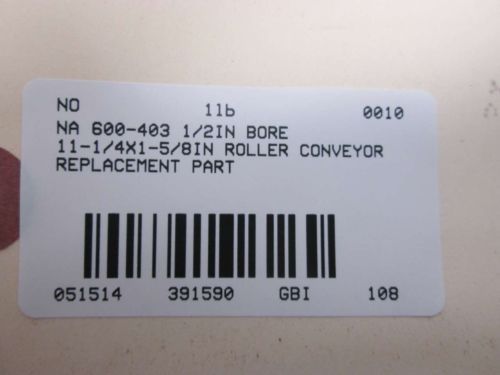 NO 11b 0010
NA 600-403 1/2IN BORE
11-1/4X1-5/8IN ROLLER CONVEYOR
REPLACEMENT PART
051514 391590 GBI 108